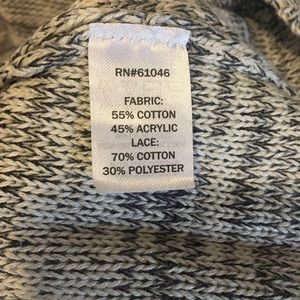 RN#61046
FABRIC:
55% COTTON
45% ACRYLIC
LACE:
70% COTTON
30% POLYESTER